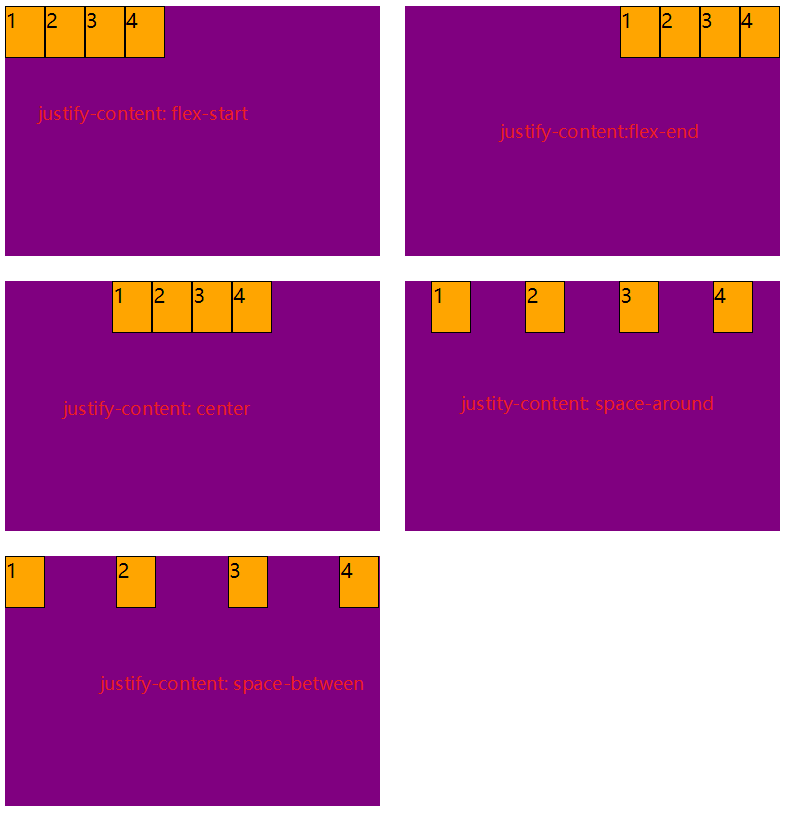 1 2 3 4
justify-content: flex-start
1 2 3 4
justify-content:flex-end
1 2 3 4
justify-content: center
1 2 3 4
justity-content: space-around
1 2 3 4
justify-content: space-between